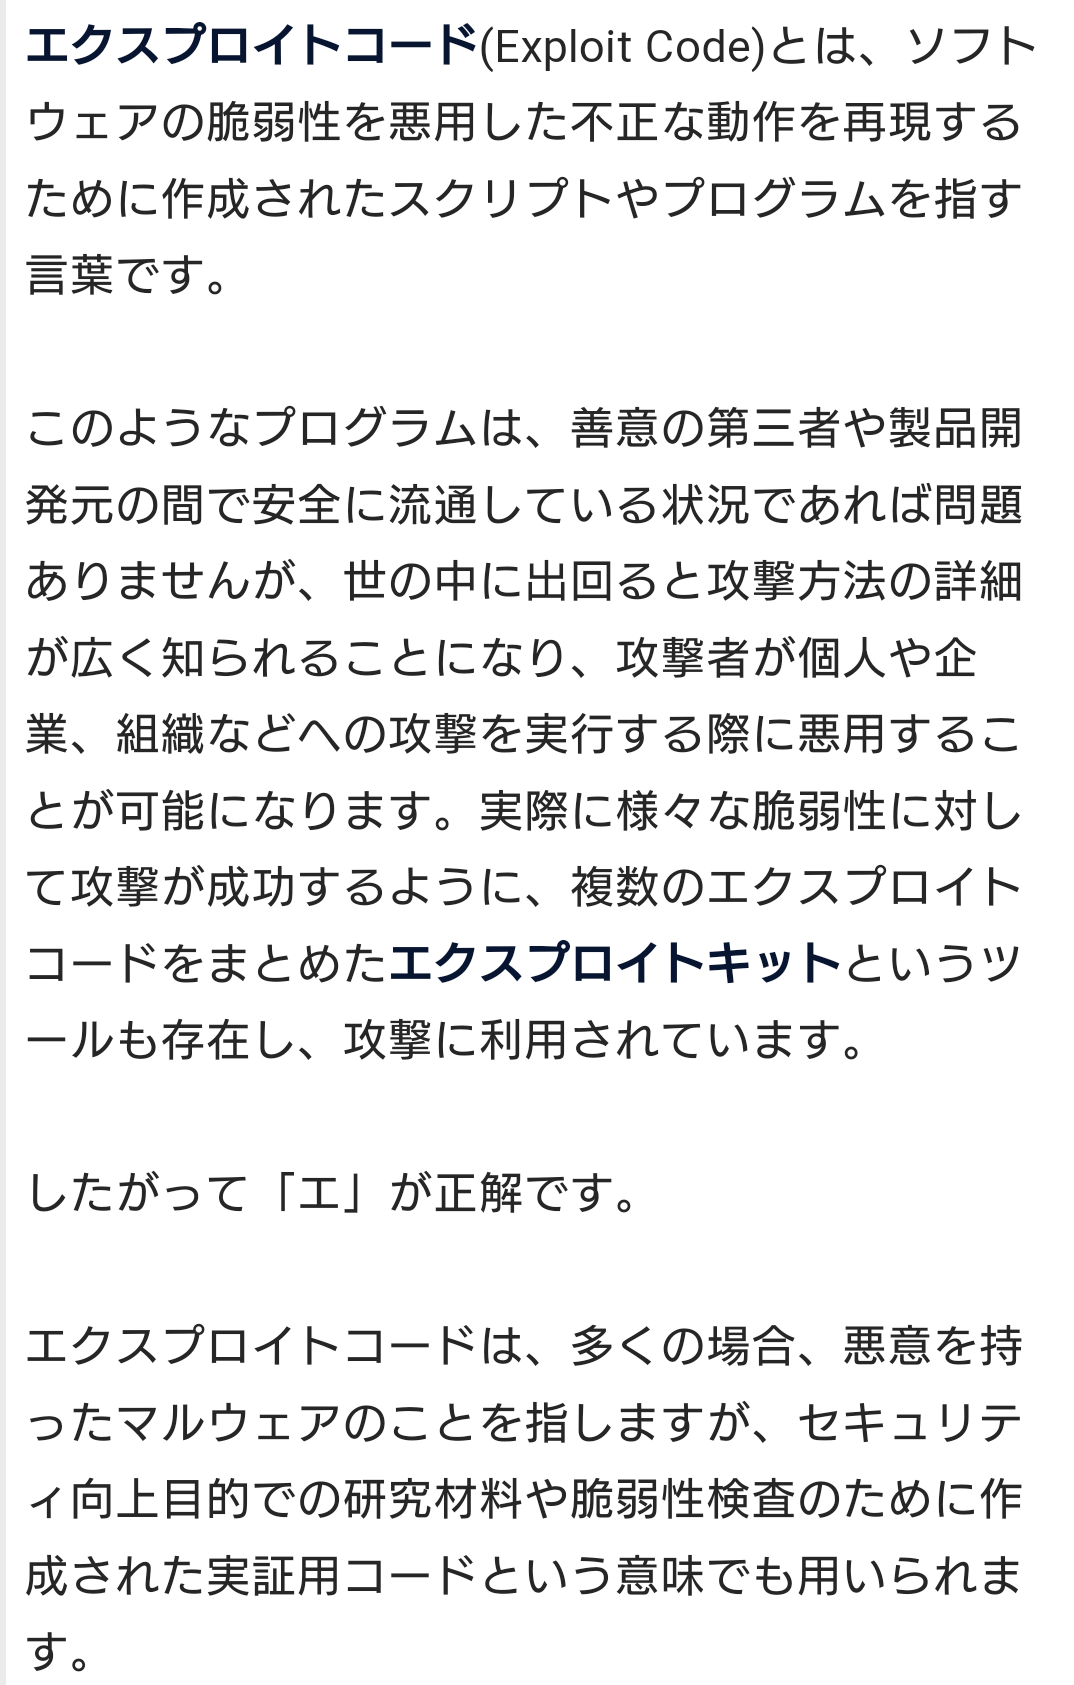 エクスプロイトコード(Exploit Code)とは、ソフト
ウェアの脆弱性を悪用した不正な動作を再現する
ために作成されたスクリプトやプログラムを指す
言葉です。
このようなプログラムは、善意の第三者や製品開
発元の間で安全に流通している状況であれば問題
ありませんが、世の中に出回ると攻撃方法の詳細
が広く知られることになり、攻撃者が個人や企
業、組織などへの攻撃を実行する際に悪用するこ
とが可能になります。実際に様々な脆弱性に対し
て攻撃が成功するように、複数のエクスプロイト
コードをまとめたエクスプロイトキットというツ
ールも存在し、攻撃に利用されています。
したがって「エ」が正解です。
エクスプロイトコードは、多くの場合、悪意を持
ったマルウェアのことを指しますが、セキュリテ
ィ向上目的での研究材料や脆弱性検査のために作
成された実証用コードという意味でも用いられま
す。